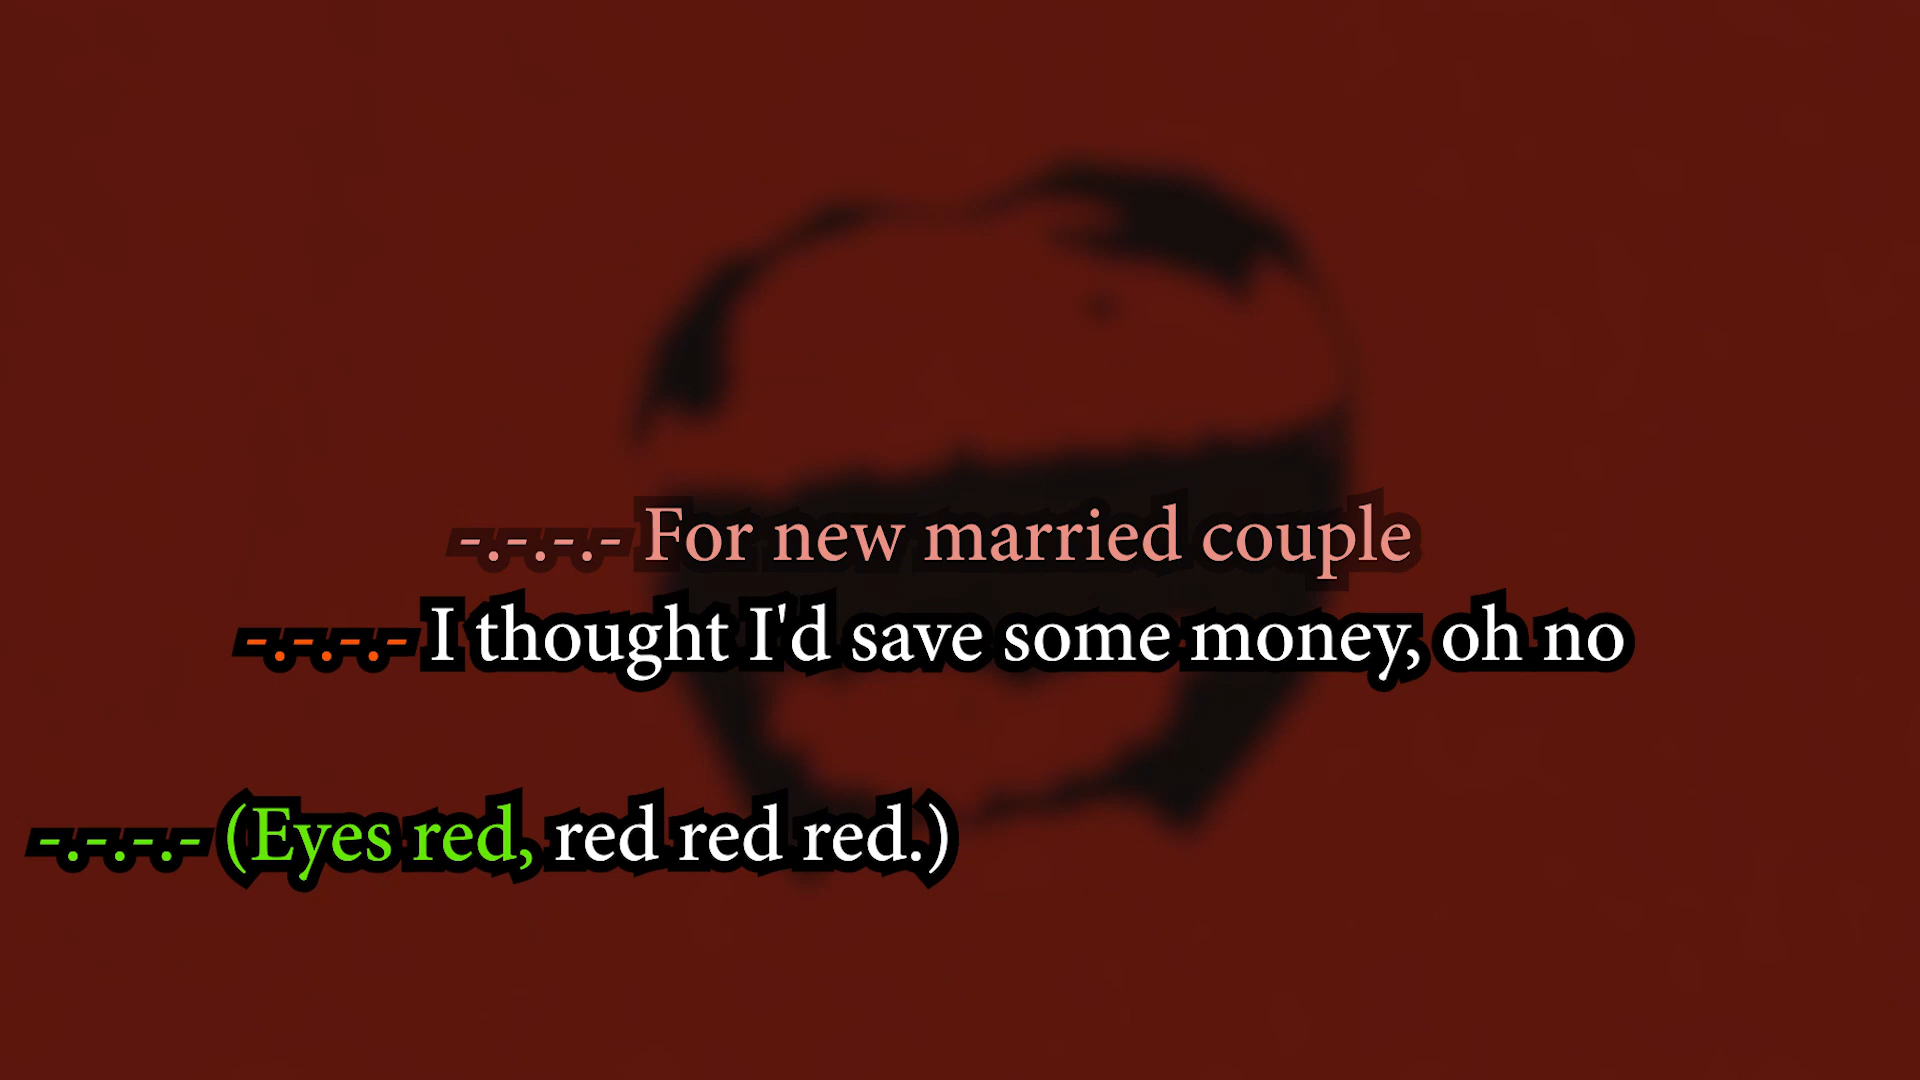 -.-.-.- For new married couple
-.-.-.- I thought I'd save some money, oh no
-.-.-.- (Eyes red, red red red.)